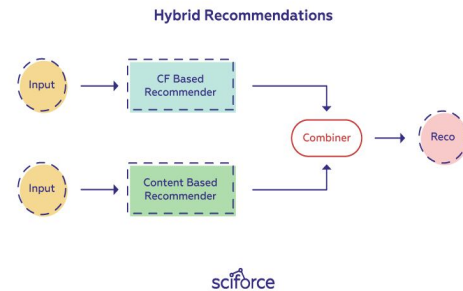 Hybrid Recommendations
Input
CF Based
Recommender
Combiner
Reco
Input
Content Based
Recommender
sciforce